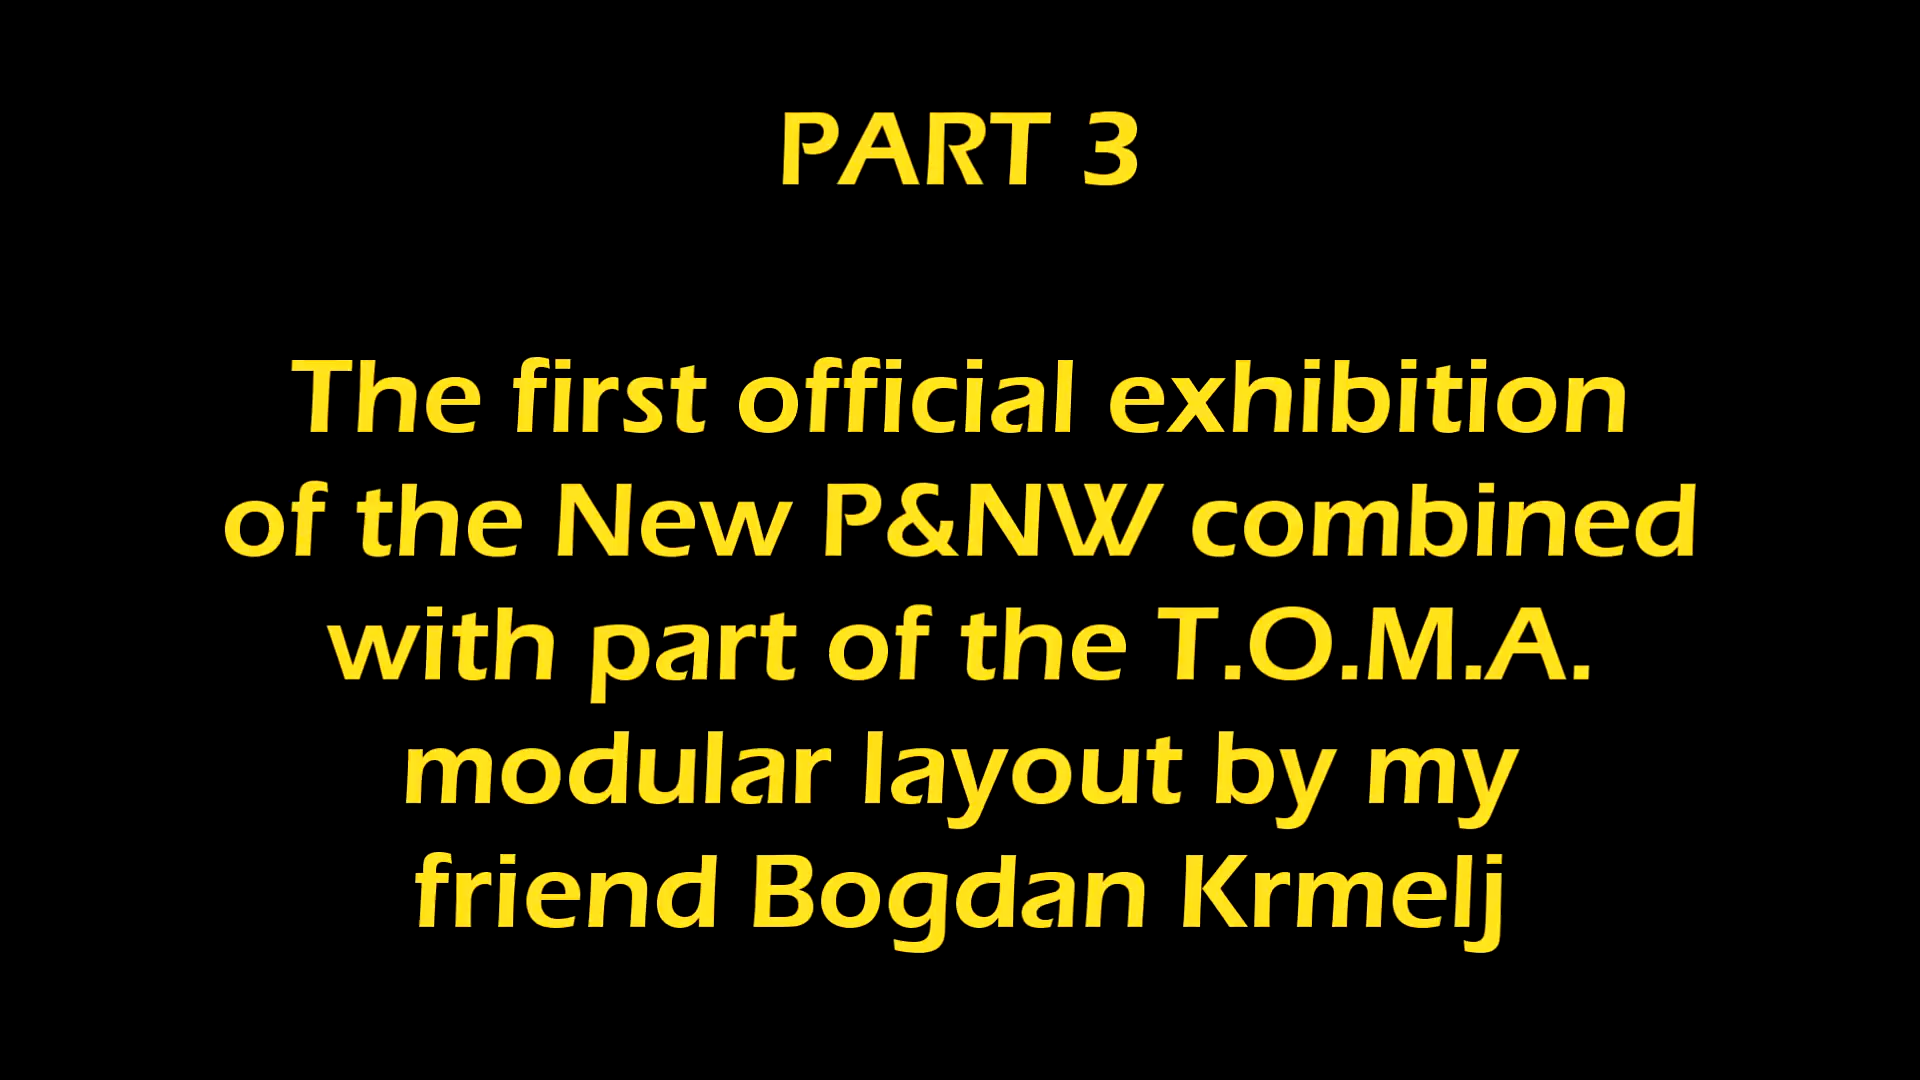 PART 3
The first official exhibition
of the New P&NW combined
with part of the T.O.M.A.
modular layout by my
friend Bogdan Krmelj